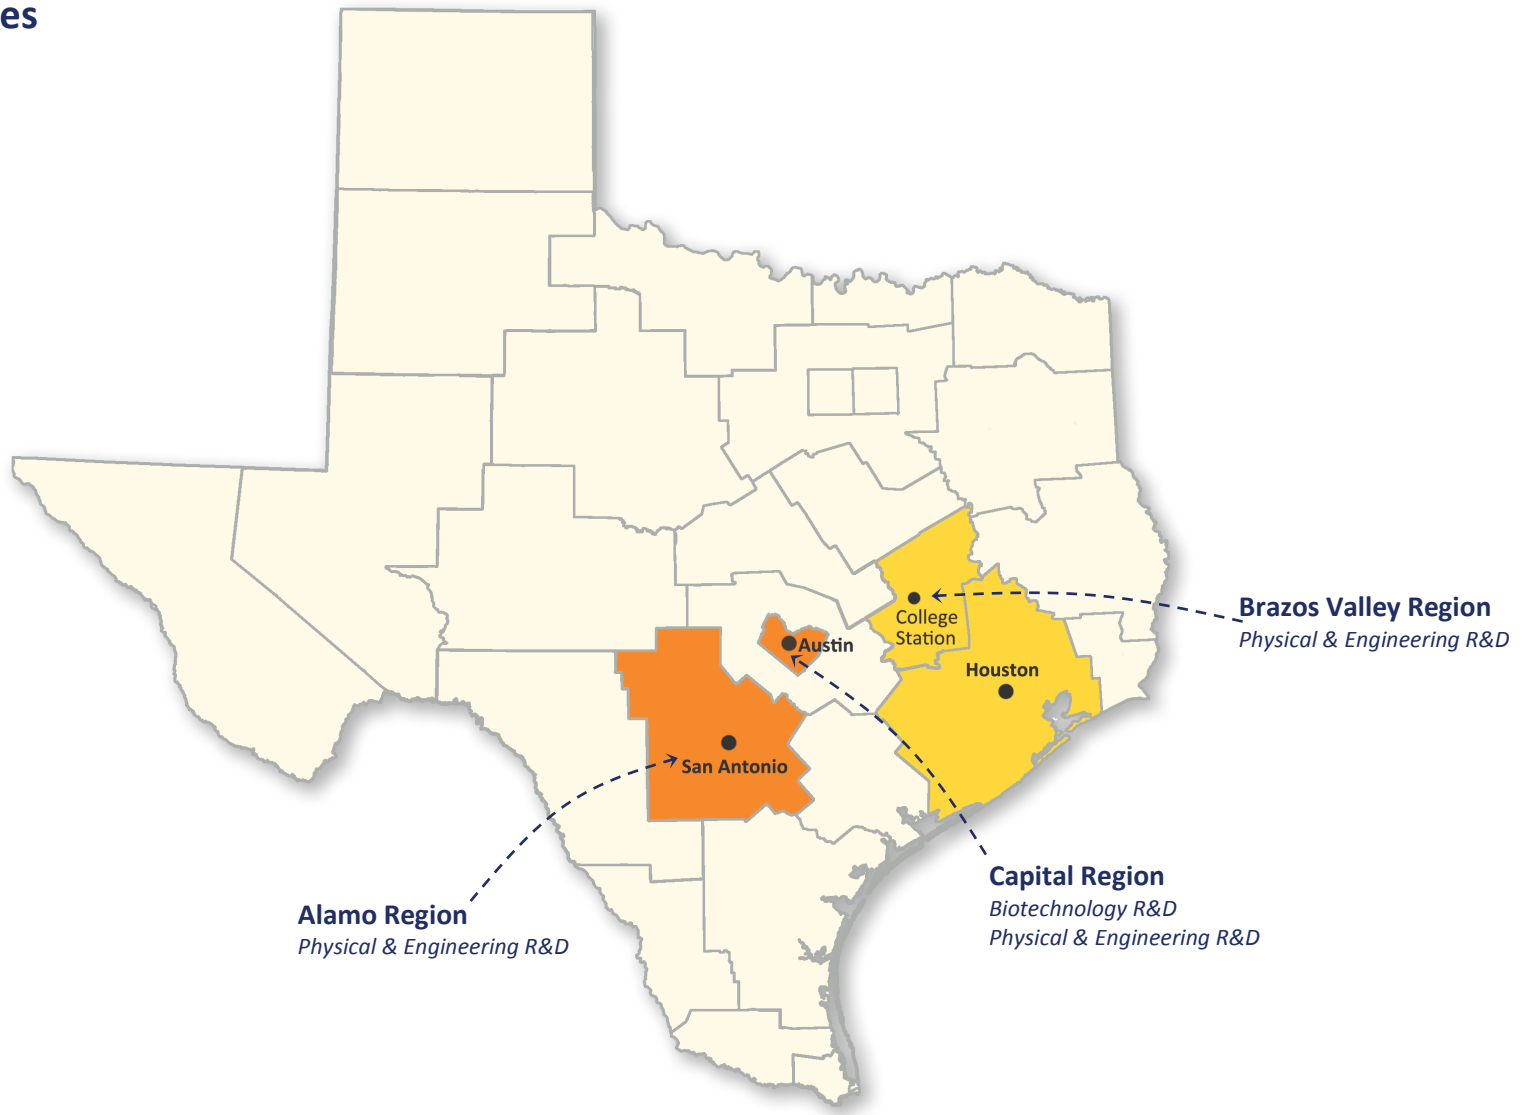 es
College
Station
Austin
Houston
San Antonio
Brazos Valley Region
Physical & Engineering R&D
Capital Region
Biotechnology R&D
Physical & Engineering R&D
Alamo Region
Physical & Engineering R&D